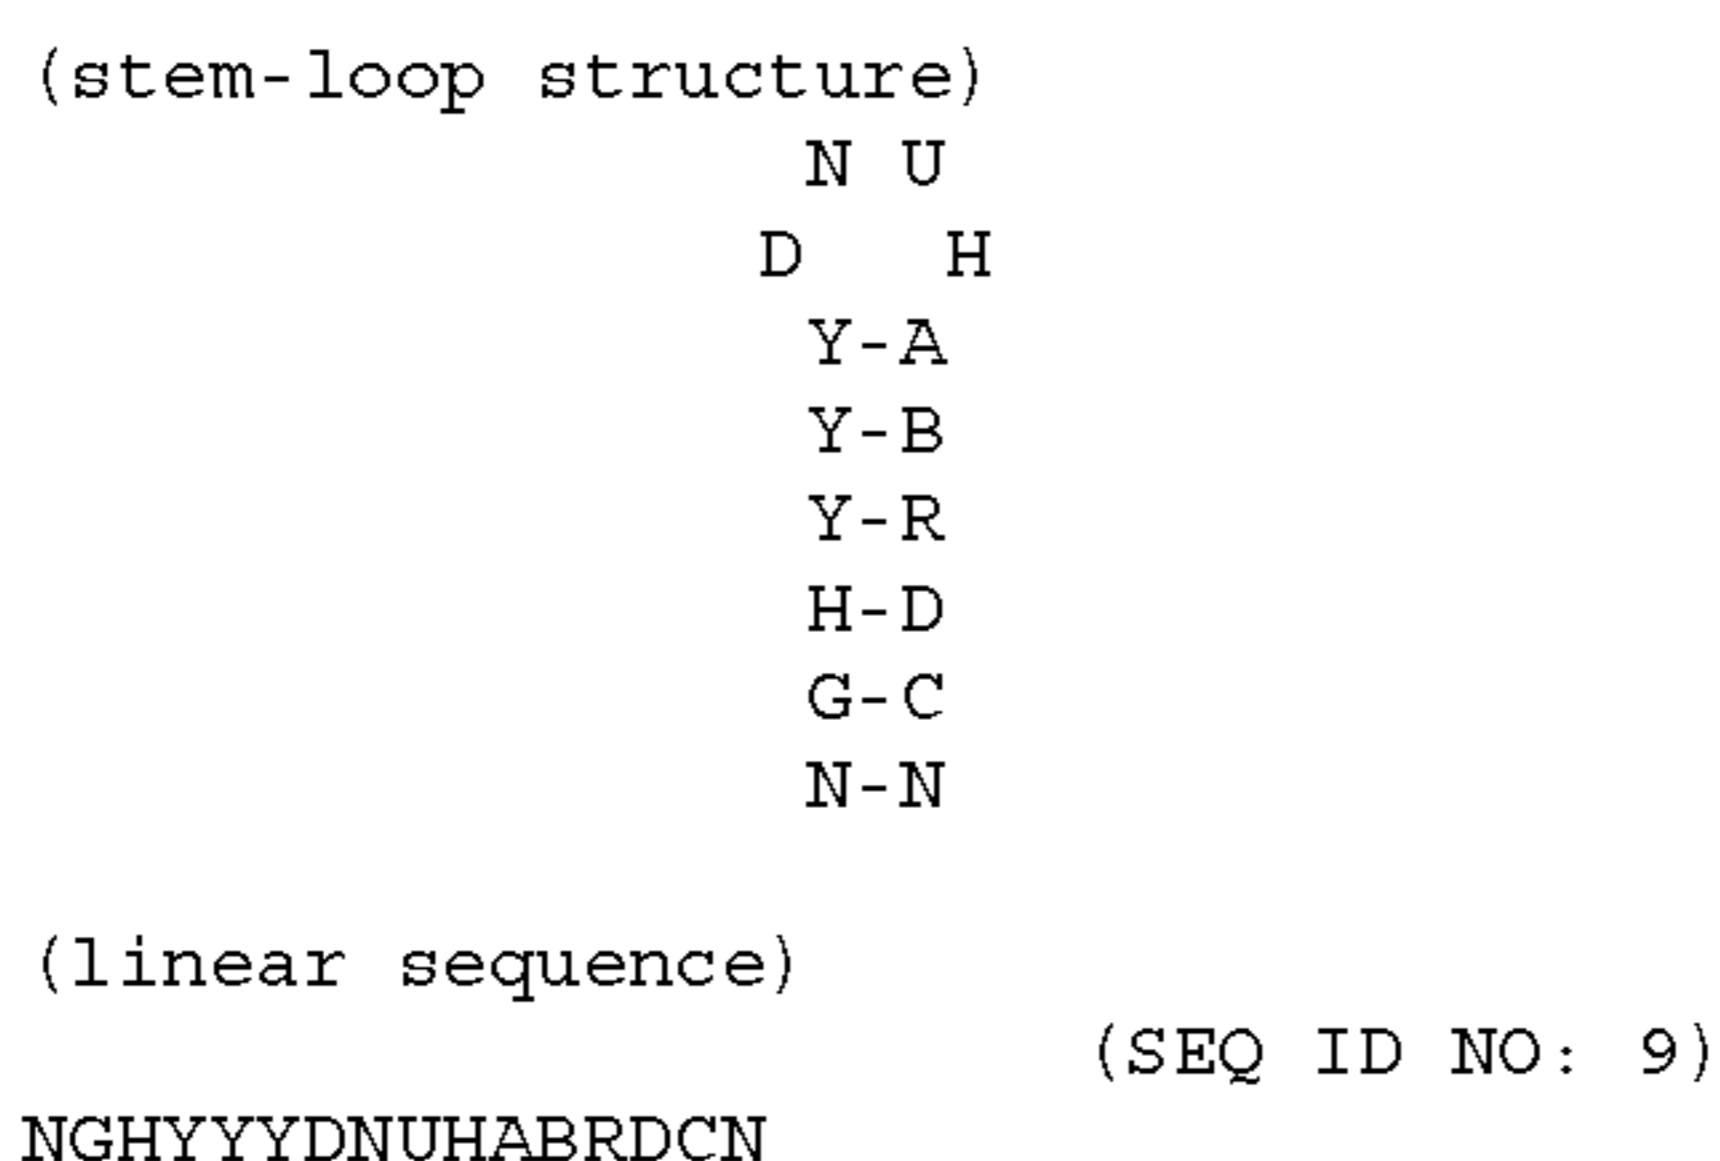 (stem-loop structure)
N U
D H
Y-A
Y-B
Y-R
H-D
G-C
N-N
(linear sequence)
(SEQ ID NO: 9)
NGHYYYDNUHABRDCN